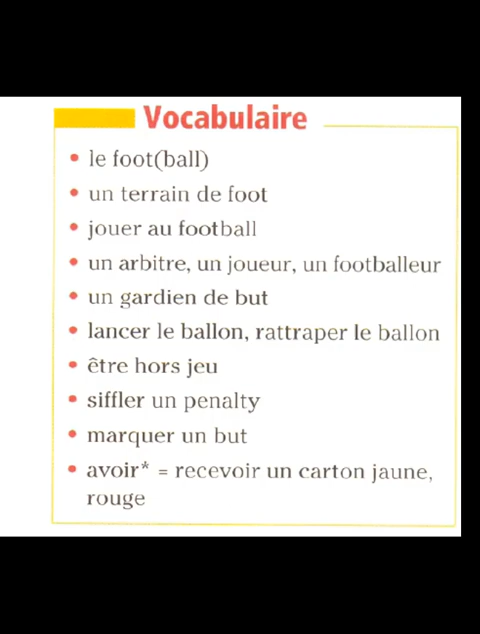 Vocabulaire
• le foot(ball)
• un terrain de foot
• jouer au football
• un arbitre, un joueur, un footballeur
• un gardien de but
• lancer le ballon, rattraper le ballon
• être hors jeu
• siffler un penalty
• marquer un but
• avoir* = recevoir un carton jaune,
rouge